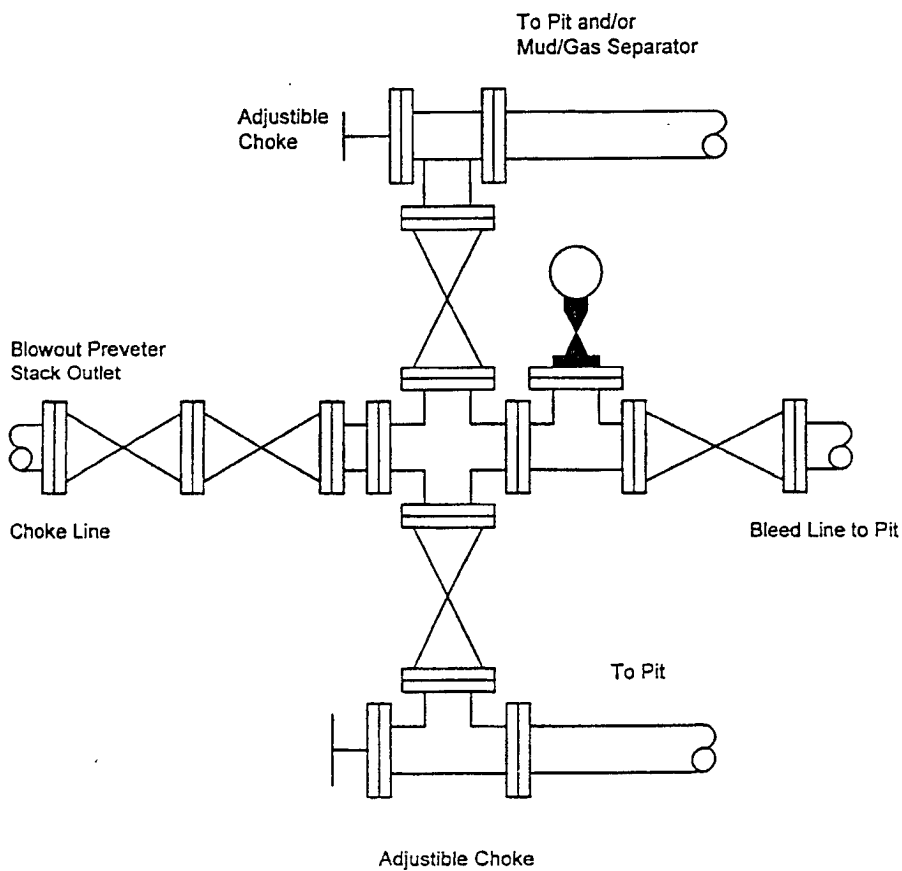 To Pit and/or
Mud/Gas Separator
Adjustible
Choke
Blowout Preveter
Stack Outlet
Choke Line
Bleed Line to Pit
To Pit
Adjustible Choke